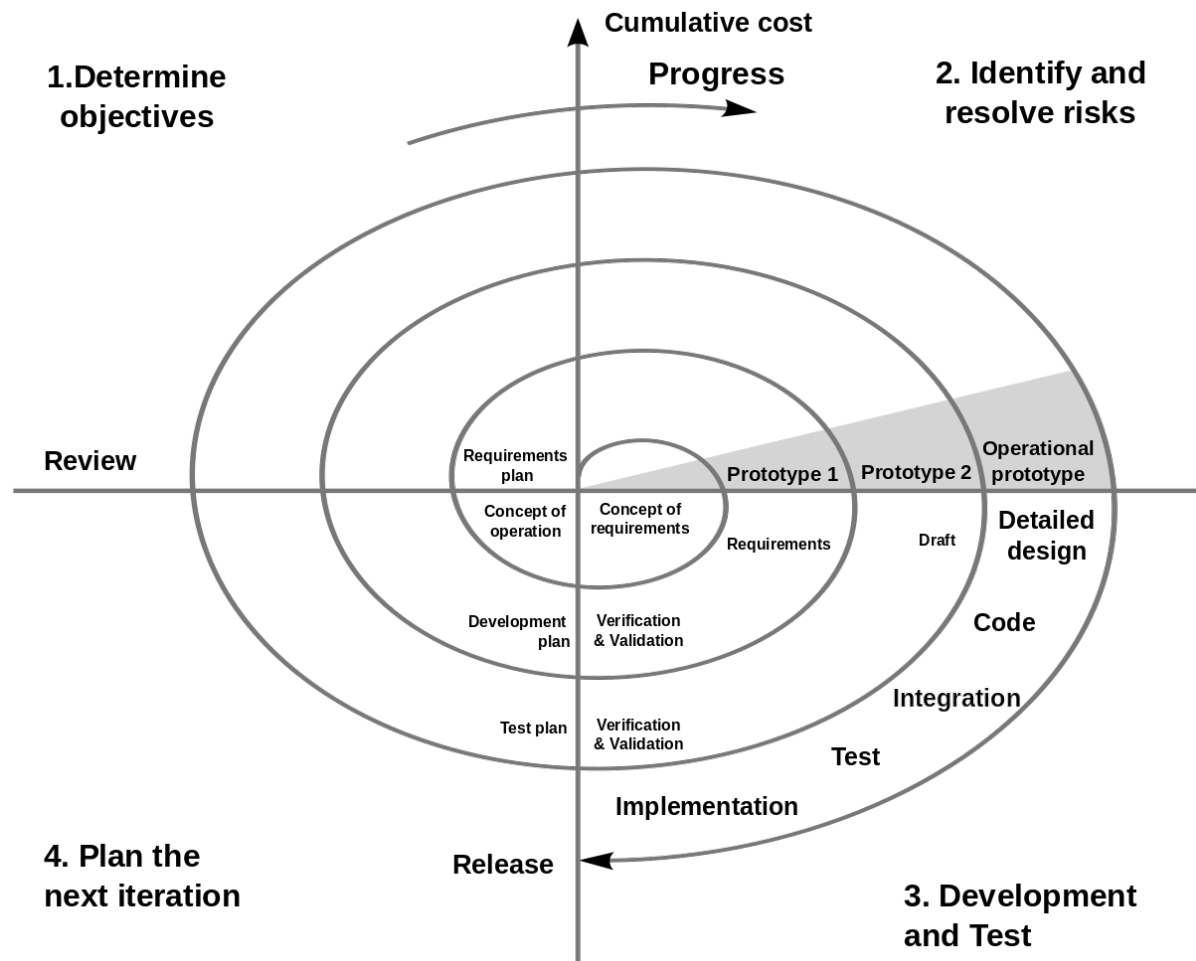 Cumulative cost
Progress
1.Determine
objectives
2. Identify and
resolve risks
Review
Requirements
plan
Prototype 1
Prototype 2
Operational
prototype
Concept of
operation
Concept of
requirements
Requirements
Draft
Detailed
design
Development
plan
Verification
& Validation
Code
Integration
Test plan
Verification
& Validation
Test
Implementation
4. Plan the
next iteration
Release
3. Development
and Test